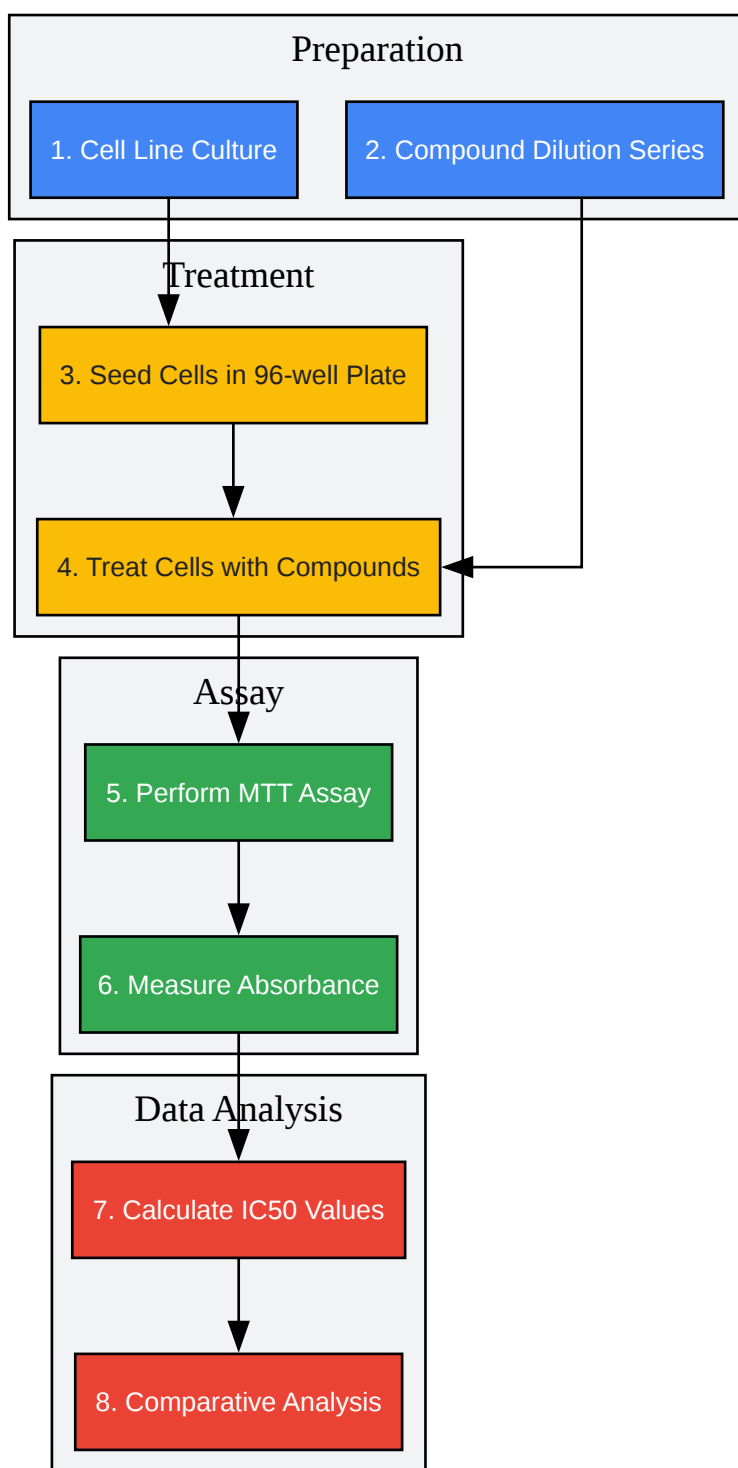 Preparation
1. Cell Line Culture
2. Compound Dilution Series
Treatment
3. Seed Cells in 96-well Plate
4. Treat Cells with Compounds
Assay
5. Perform MTT Assay
6. Measure Absorbance
Data Analysis
7. Calculate IC50 Values
8. Comparative Analysis